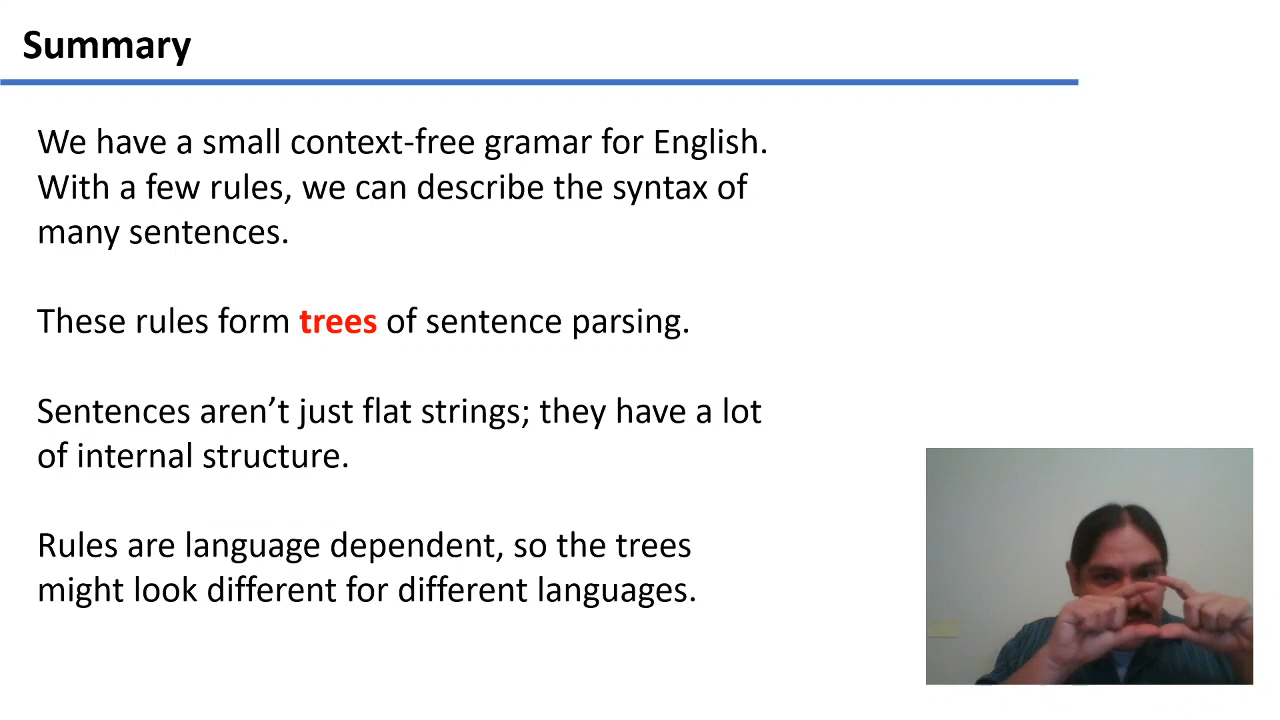 Summary
We have a small context-free gramar for English.
With a few rules, we can describe the syntax of
many sentences.
These rules form trees of sentence parsing.
Sentences aren’t just flat strings; they have a lot
of internal structure.
Rules are language dependent, so the trees
might look different for different languages.